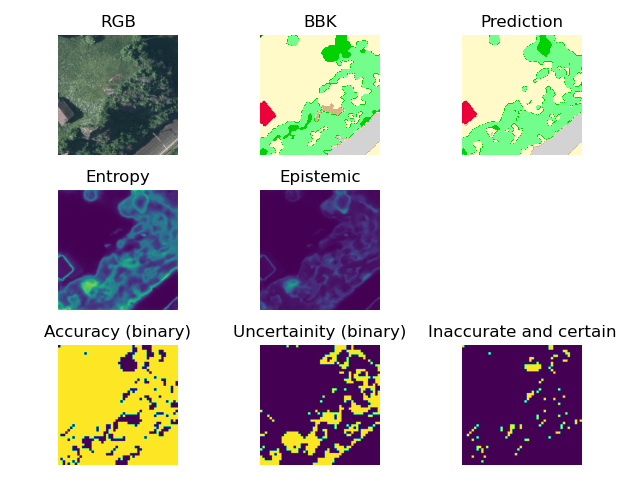 RGB
BBK
Prediction
Entropy
Epistemic
Accuracy (binary)
Uncertainity (binary)
Inaccurate and certain